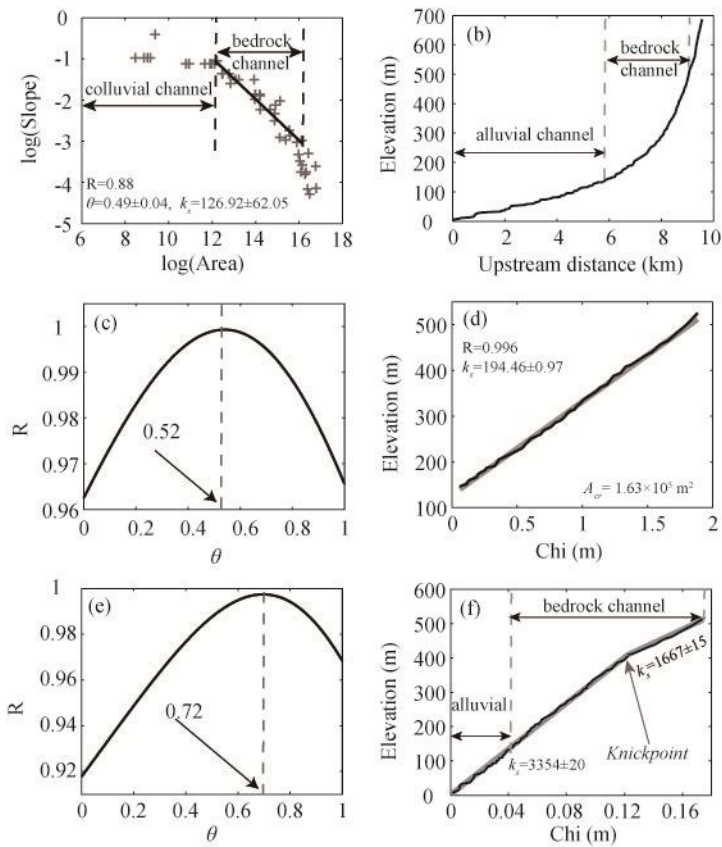 0
-1
-2
-3
-4
-5
log(Slope)
bedrock
channel
colluvial channel
R=0.88
θ=0.49±0.04, kₛ=126.92±62.05
6 8 10 12 14 16 18
log(Area)
(b)
700
600
500
400
300
200
100
0
Elevation (m)
bedrock
channel
alluvial channel
0 2 4 6 8 10
Upstream distance (km)
(c)
1
0.99
0.98
0.97
0.96
R
0.52
0 0.2 0.4 0.6 0.8 1
θ
(d)
500
400
300
200
100
Elevation (m)
R=0.996
kₛ=194.46±0.97
A_cr= 1.63×10⁵ m²
0 0.5 1 1.5 2
Chi (m)
(e)
1
0.98
0.96
0.94
0.92
R
0.72
0 0.2 0.4 0.6 0.8 1
θ
(f)
600
500
400
300
200
100
0
Elevation (m)
bedrock channel
alluvial
kₛ=1667±15
kₛ=3354±20
Knickpoint
0 0.04 0.08 0.12 0.16
Chi (m)